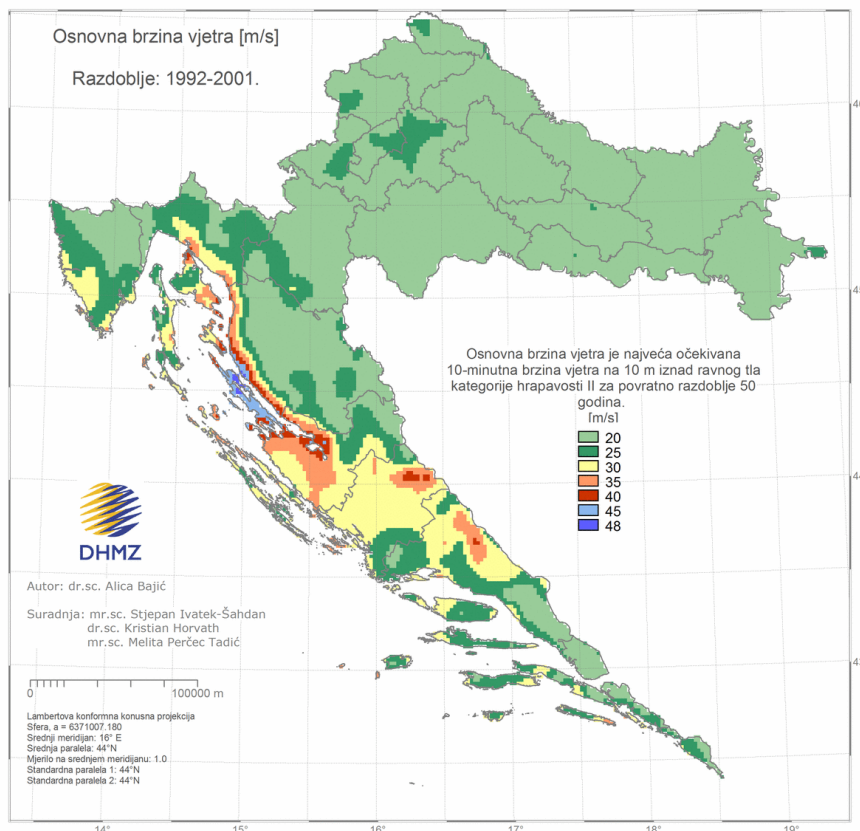 Osnovna brzina vjetra [m/s]
Razdoblje: 1992-2001.
Osnovna brzina vjetra je najveća očekivana
10-minutna brzina vjetra na 10 m iznad ravnog tla
kategorije hrapavosti II za povratno razdoblje 50
godina.
[m/s]
20
25
30
35
40
45
48
DHMZ
Autor: dr.sc. Alica Bajić
Suradnja: mr.sc. Stjepan Ivatek-Šahdan
dr.sc. Kristian Horvath
mr.sc. Melita Perčec Tadić
0 100000 m
Lambertova konformna konusna projekcija
Sfera, a = 6371007.180
Srednji meridijan: 16° E
Srednja paralela: 44°N
Mjerilo na srednjem meridijanu: 1.0
Standardna paralela 1: 44°N
Standardna paralela 2: 44°N
14° 15° 16° 17° 18° 19°